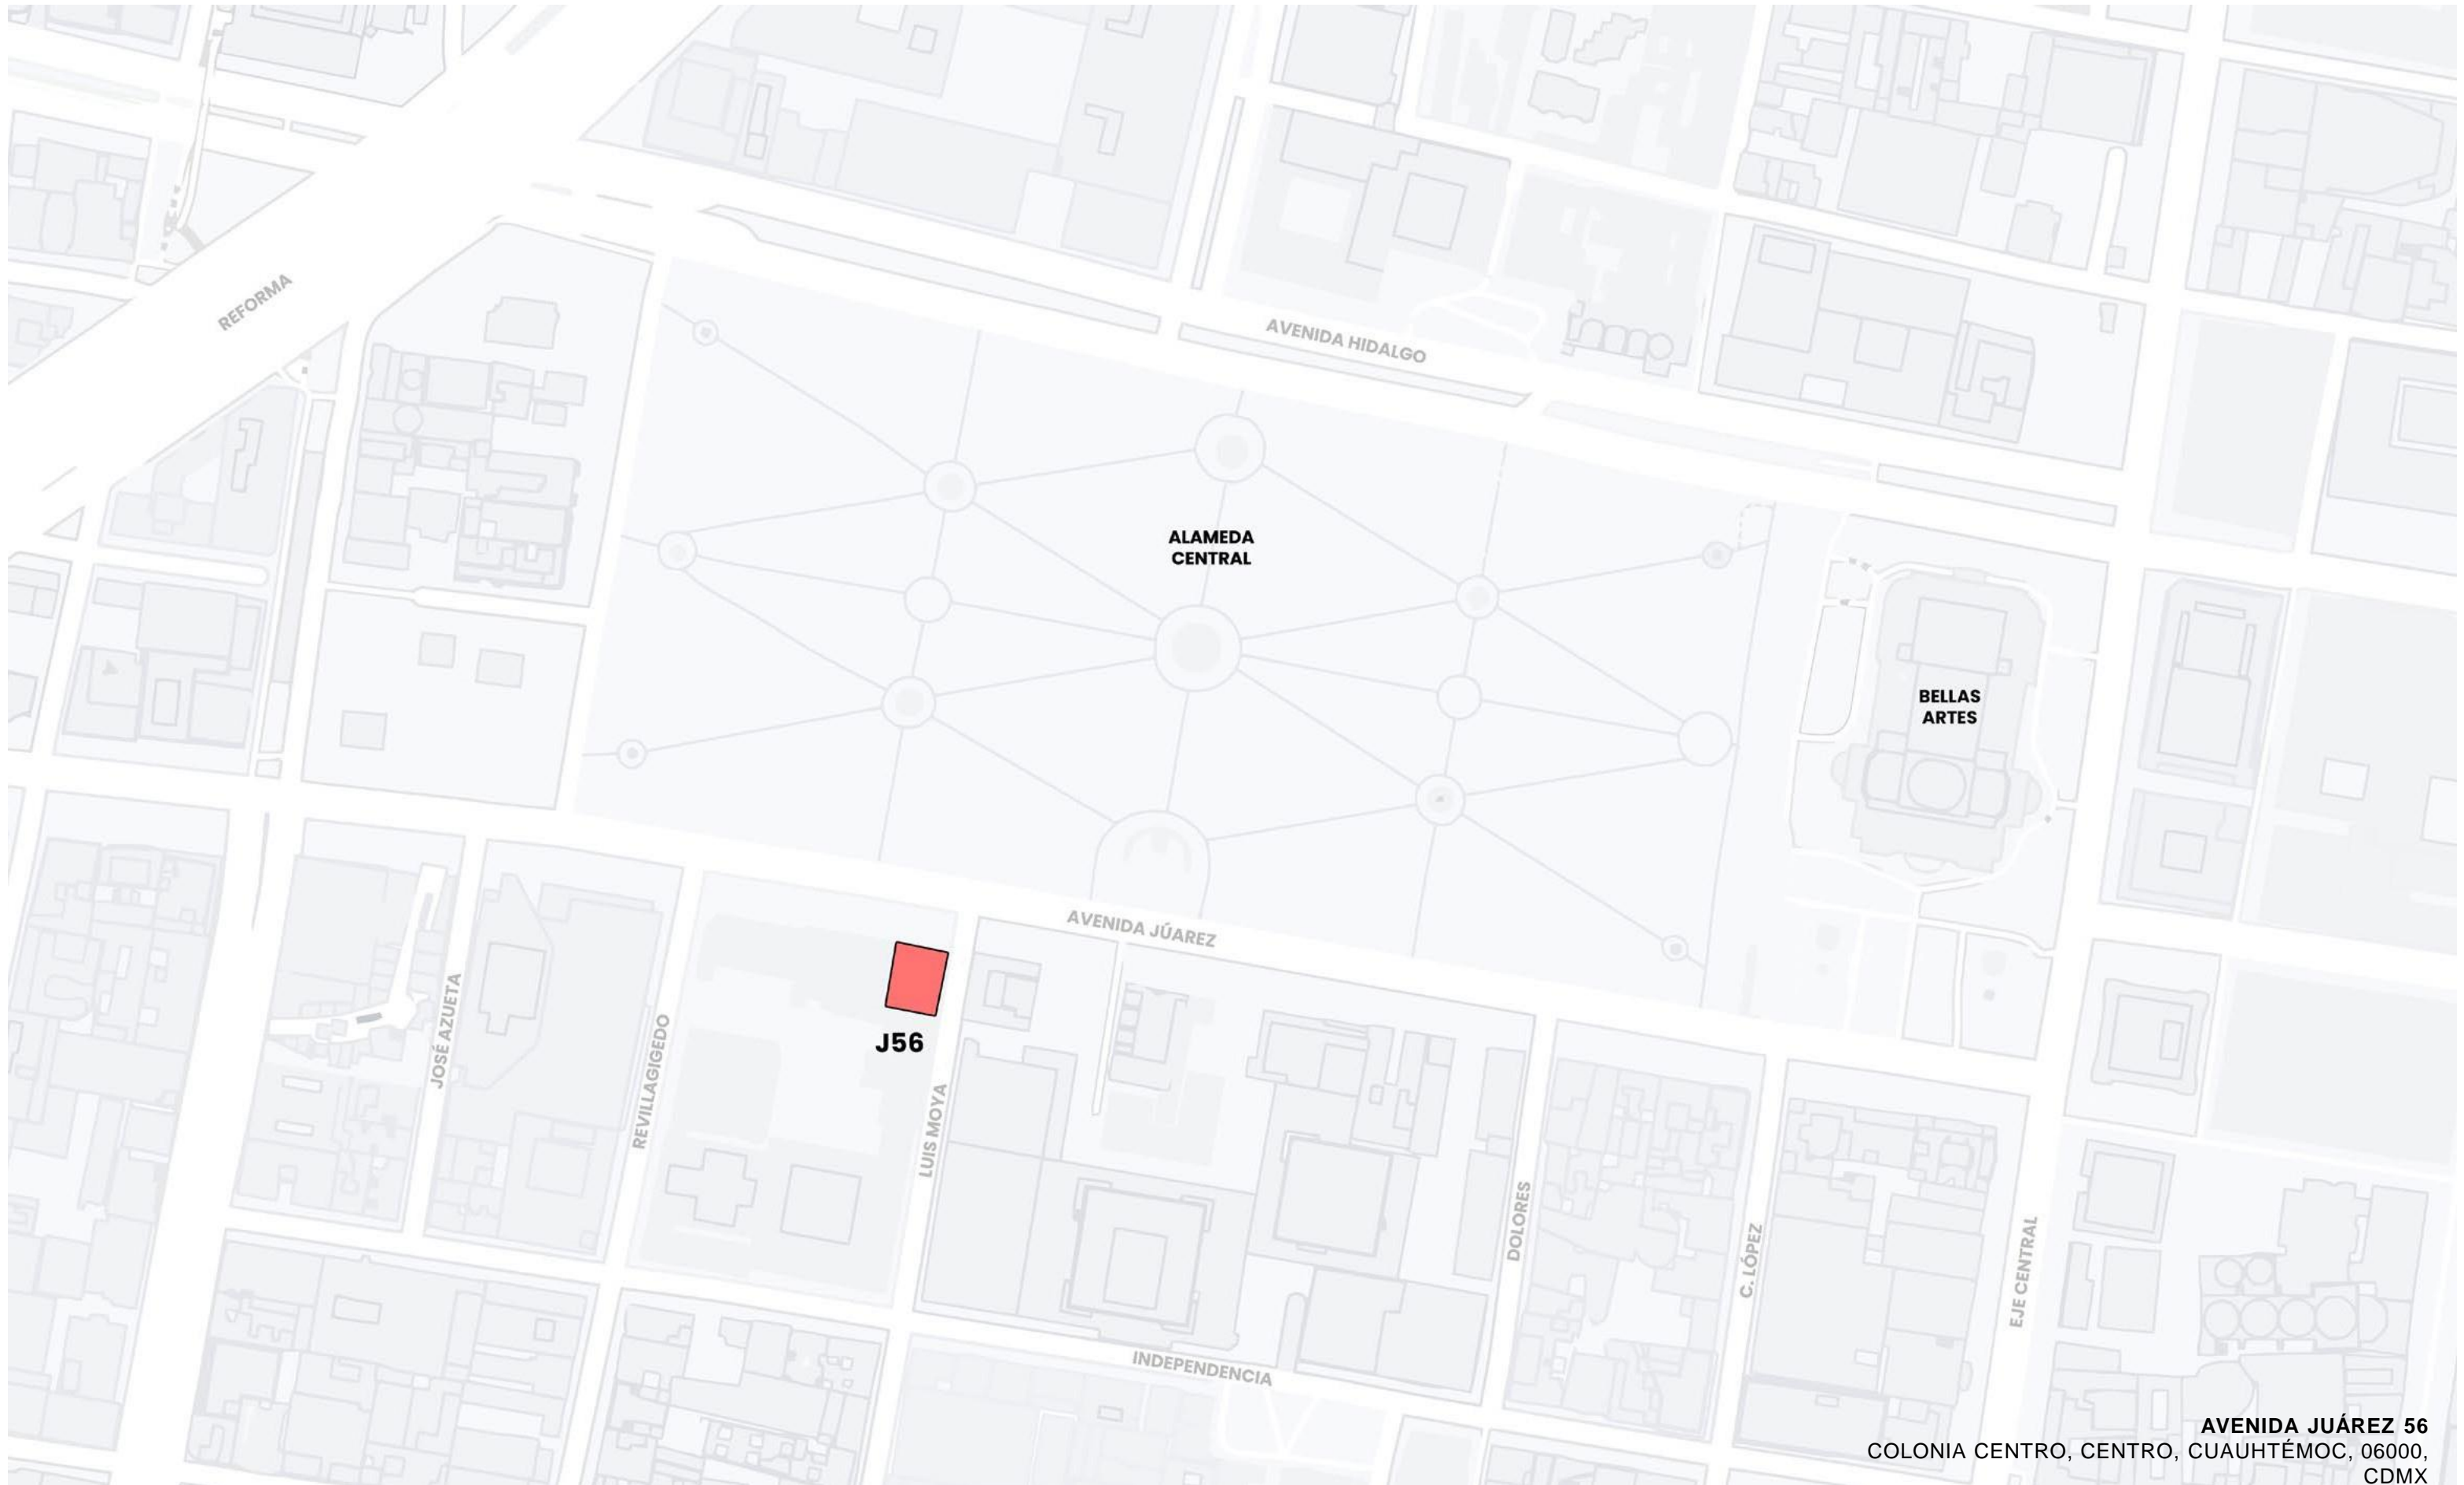 REFORMA
AVENIDA HIDALGO
ALAMEDA
CENTRAL
BELLAS
ARTES
AVENIDA JÚAREZ
JOSÉ AZUETA
REVILLAGIGEDO
J56
LUIS MOYA
DOLORES
C. LÓPEZ
EJE CENTRAL
INDEPENDENCIA
AVENIDA JUÁREZ 56
COLONIA CENTRO, CENTRO, CUAUHTÉMOC, 06000,
CDMX